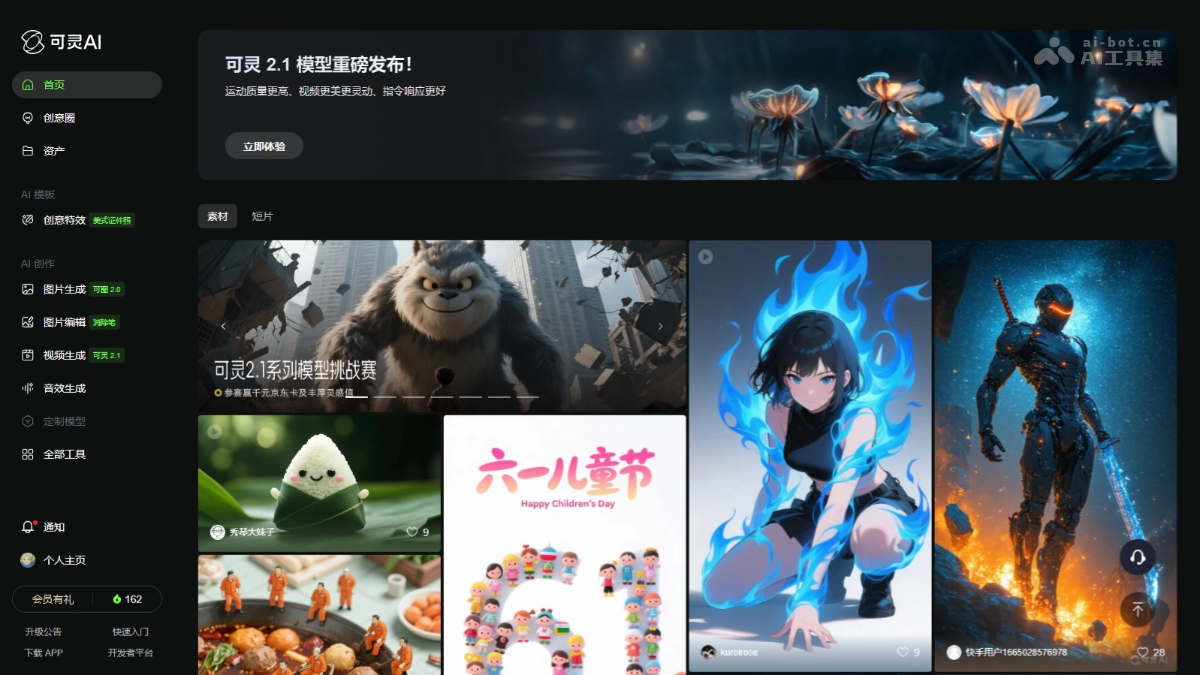 可灵AI
首页
创意圈
资产
AI 模板
创意特效 美式证件照
AI 创作
图片生成 可图 2.0
图片编辑 消除笔
视频生成 可灵 2.1
音效生成
定制模型
全部工具
通知
个人主页
会员有礼 162
升级公告 快速入门
下载 APP 开发者平台
可灵 2.1 模型重磅发布!
运动质量更高、视频更美更灵动、指令响应更好
立即体验
ai-bot.cn
AI工具集
素材 短片
可灵2.1系列模型挑战赛
参赛赢千元京东卡及丰厚灵感值
秀琴大妹子 9
六一儿童节
Happy Children's Day
kuroirose 9
快手用户1665028576978 28
可灵 AI